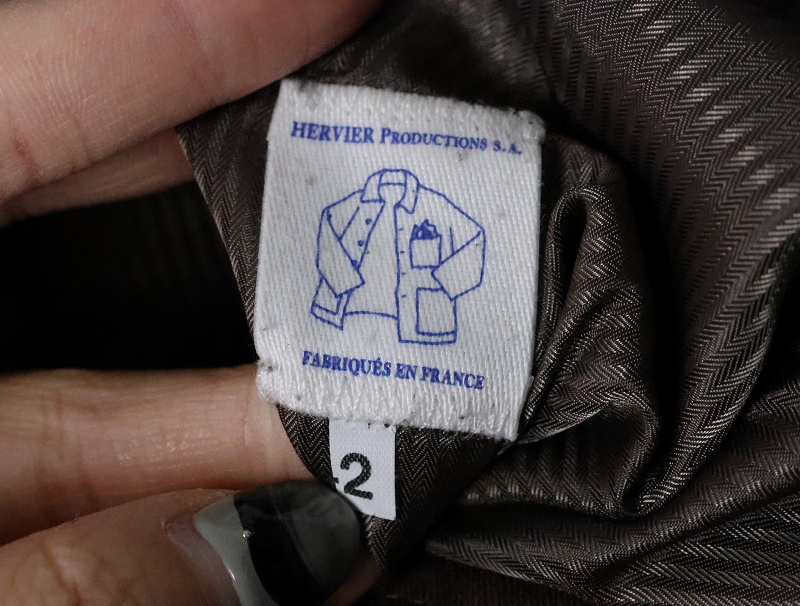 HERVIER PRODUCTIONS S.A.
FABRIQUÉS EN FRANCE
2